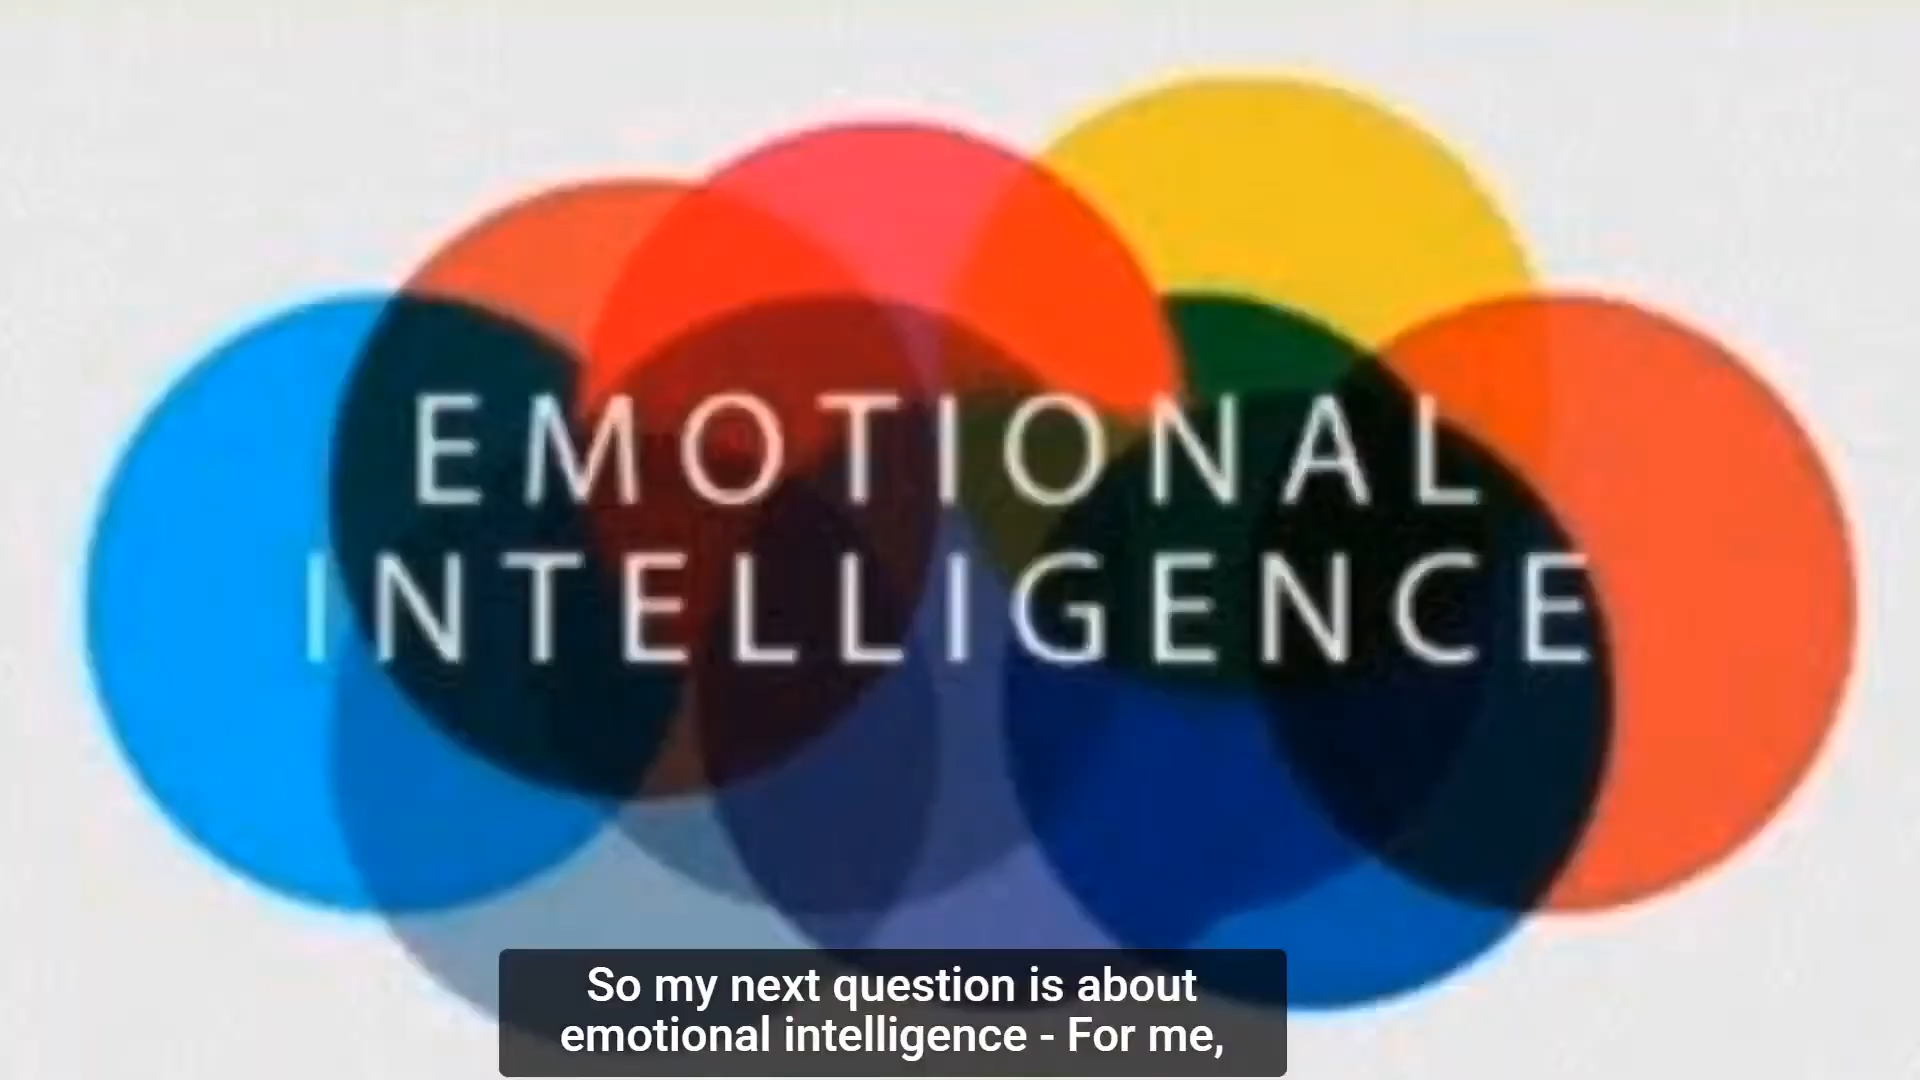 EMOTIONAL
INTELLIGENCE
So my next question is about
emotional intelligence - For me,